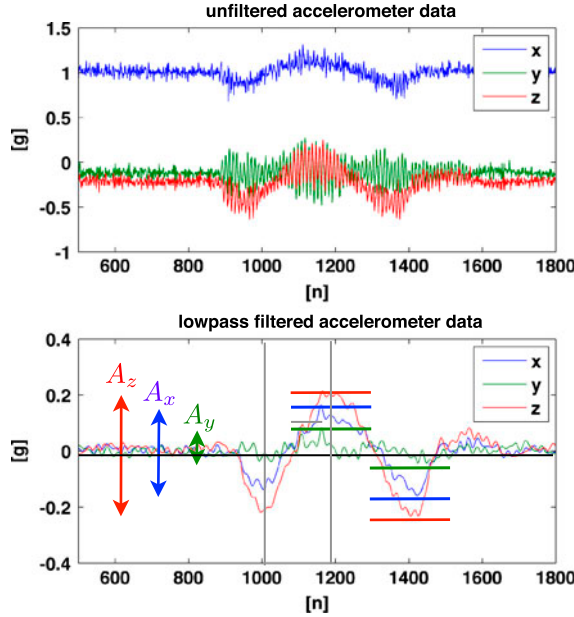 unfiltered accelerometer data
1.5
1
0.5
0
-0.5
-1
[g]
x
y
z
600 800 1000 1200 1400 1600 1800
[n]
lowpass filtered accelerometer data
0.4
0.2
0
-0.2
-0.4
[g]
A_z A_x A_y
x
y
z
600 800 1000 1200 1400 1600 1800
[n]